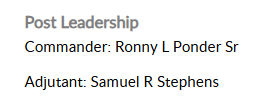 Post Leadership
Commander: Ronny L Ponder Sr
Adjutant: Samuel R Stephens